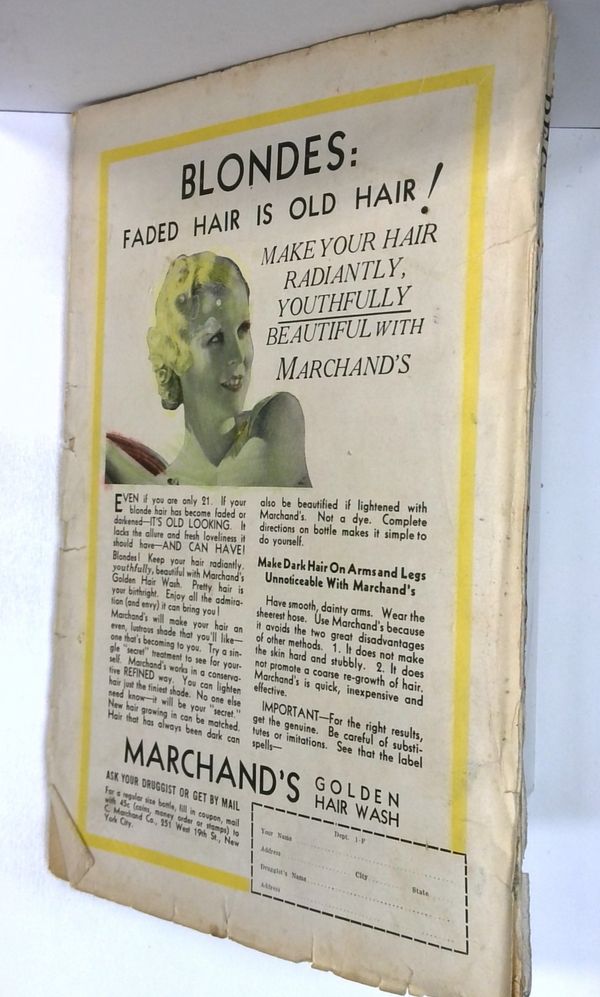 BLONDES:
FADED HAIR IS OLD HAIR!
MAKE YOUR HAIR
RADIANTLY,
YOUTHFULLY
BEAUTIFUL WITH
MARCHAND'S
EVEN if you are only 21. If your
blonde hair has become faded or
darkened—IT'S OLD LOOKING. It
lacks the allure and fresh loveliness it
should have—AND CAN HAVE!
Blondes! Keep your hair radiantly,
youthfully, beautiful with Marchand's
Golden Hair Wash. Pretty hair is
your birthright. Enjoy all the admira-
tion (and envy) it can bring you!
Marchand's will make your hair an
even, lustrous shade that you'll like—
one that's becoming to you. Try a sin-
gle "secret" treatment to see for your-
self. Marchand's works in a conserva-
tive REFINED way. You can lighten
hair just the tiniest shade. No one else
need know—it will be your "secret."
New hair growing in can be matched.
Hair that has always been dark can
also be beautified if lightened with
Marchand's. Not a dye. Complete
directions on bottle makes it simple to
do yourself.
Make Dark Hair On Arms and Legs
Unnoticeable With Marchand's
Have smooth, dainty arms. Wear the
sheerest hose. Use Marchand's because
it avoids the two great disadvantages
of other methods. 1. It does not make
the skin hard and stubbly. 2. It does
not promote a coarse re-growth of hair.
Marchand's is quick, inexpensive and
effective.
IMPORTANT—For the right results,
get the genuine. Be careful of substi-
tutes or imitations. See that the label
spells—
MARCHAND'S GOLDEN
HAIR WASH
ASK YOUR DRUGGIST OR GET BY MAIL
For a regular size bottle, fill in coupon, mail
with 45c (coins, money order or stamps) to
C. Marchand Co., 251 West 19th St., New
York City.
Dept. 1-F
Your Name
Address
City State
Druggist's Name
Address